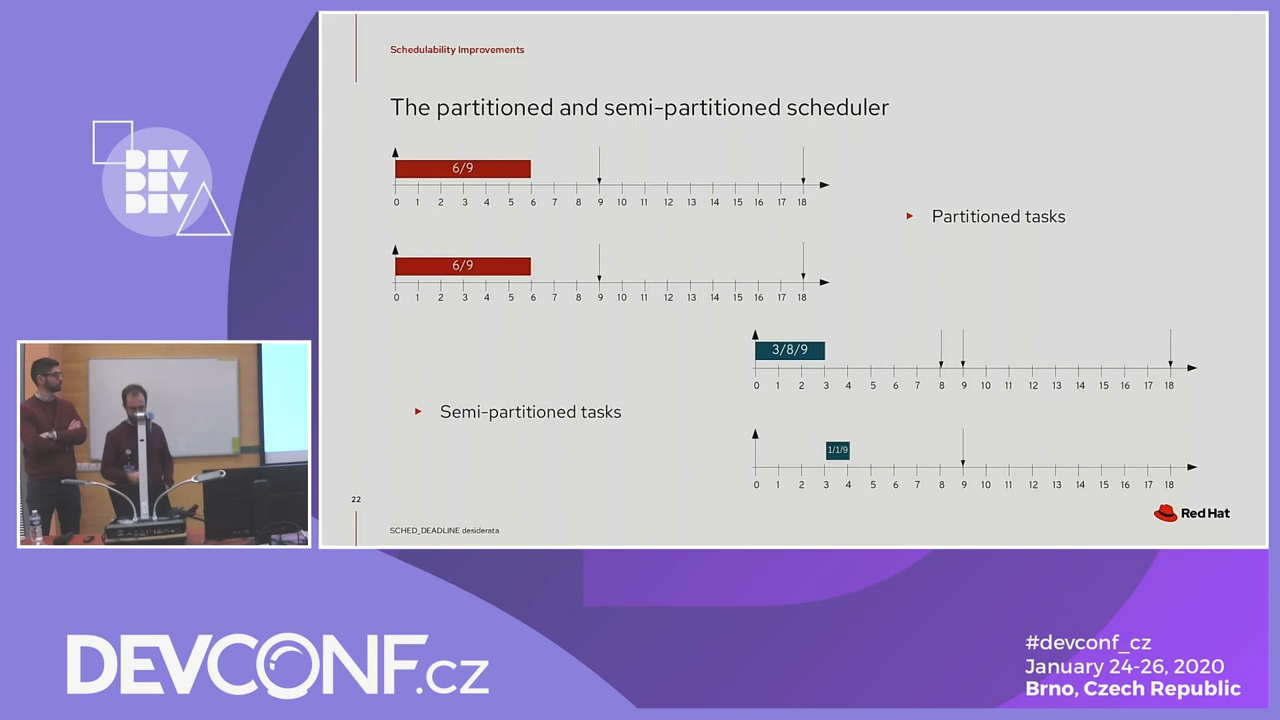 DEV
DEV
DEV
Schedulability Improvements
The partitioned and semi-partitioned scheduler
6/9
0 1 2 3 4 5 6 7 8 9 10 11 12 13 14 15 16 17 18
Partitioned tasks
6/9
0 1 2 3 4 5 6 7 8 9 10 11 12 13 14 15 16 17 18
3/8/9
0 1 2 3 4 5 6 7 8 9 10 11 12 13 14 15 16 17 18
Semi-partitioned tasks
1/1/9
0 1 2 3 4 5 6 7 8 9 10 11 12 13 14 15 16 17 18
22
Red Hat
SCHED_DEADLINE desiderata
DEVCONF.cz
#devconf_cz
January 24-26, 2020
Brno, Czech Republic